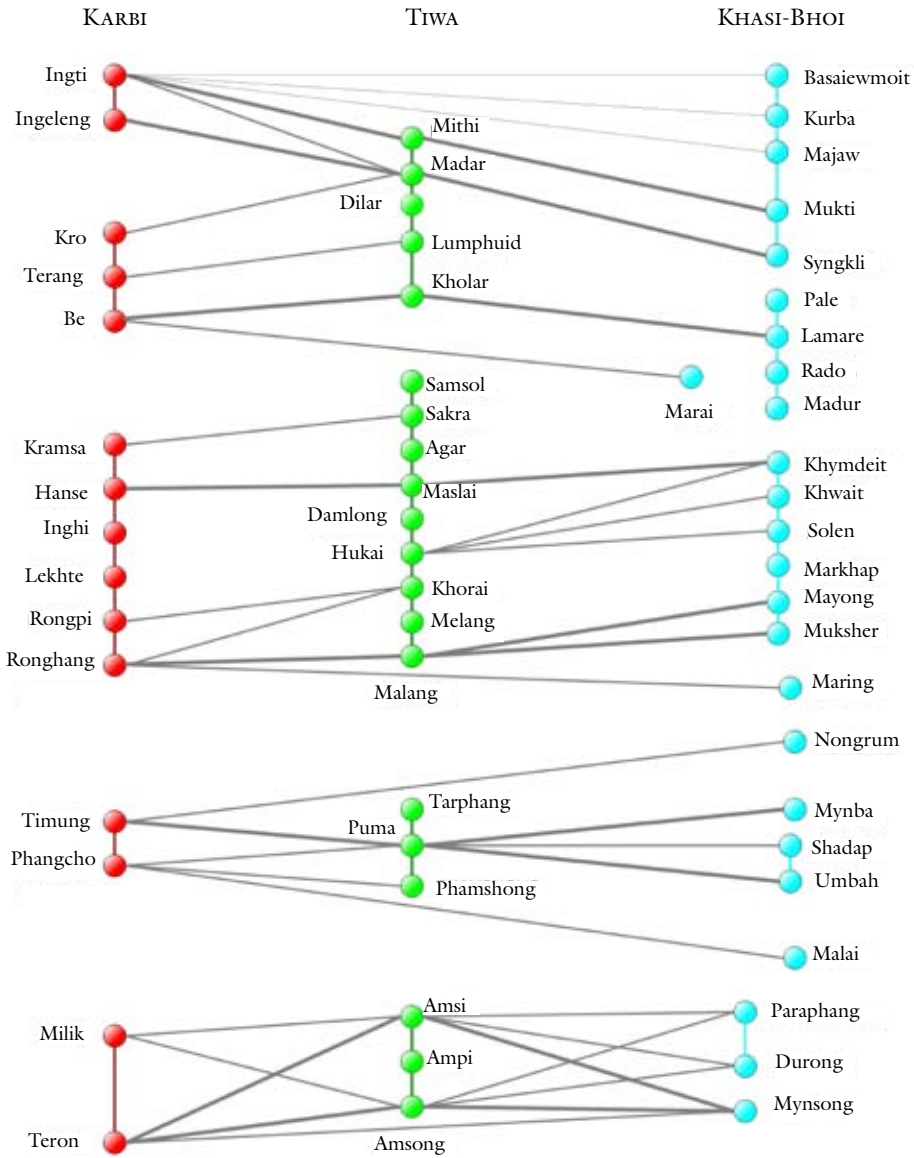 KARBI
TIWA
KHASI-BHOI
Ingti
Basaiewmoit
Ingeleng
Kurba
Mithi
Majaw
Madar
Dilar
Mukti
Kro
Lumphuid
Syngkli
Terang
Kholar
Pale
Be
Lamare
Rado
Samsol
Marai
Madur
Sakra
Kramsa
Agar
Khymdeit
Hanse
Maslai
Khwait
Damlong
Inghi
Solen
Hukai
Lekhte
Markhap
Khorai
Mayong
Rongpi
Melang
Muksher
Ronghang
Malang
Maring
Nongrum
Tarphang
Timung
Puma
Mynba
Phangcho
Shadap
Phamshong
Umbah
Malai
Amsi
Paraphang
Milik
Ampi
Durong
Mynsong
Teron
Amsong